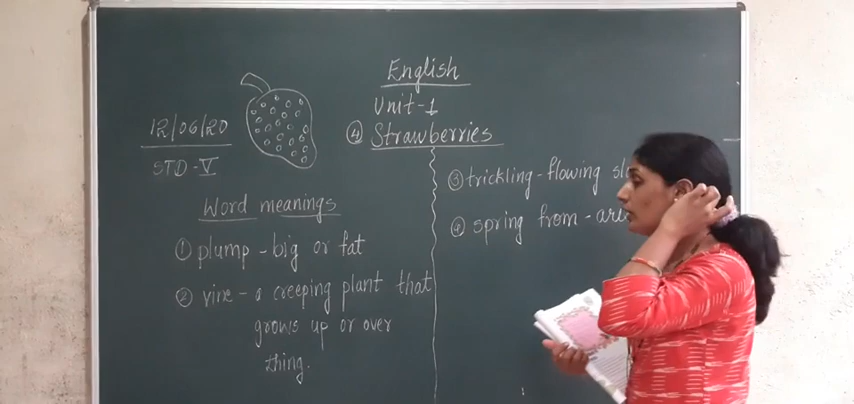 English
Unit-1
④ Strawberries
12/06/20
STD-V
Word meanings
① plump - big or fat
② vine - a creeping plant that
grows up or over
thing.
③ trickling - flowing
④ spring from -